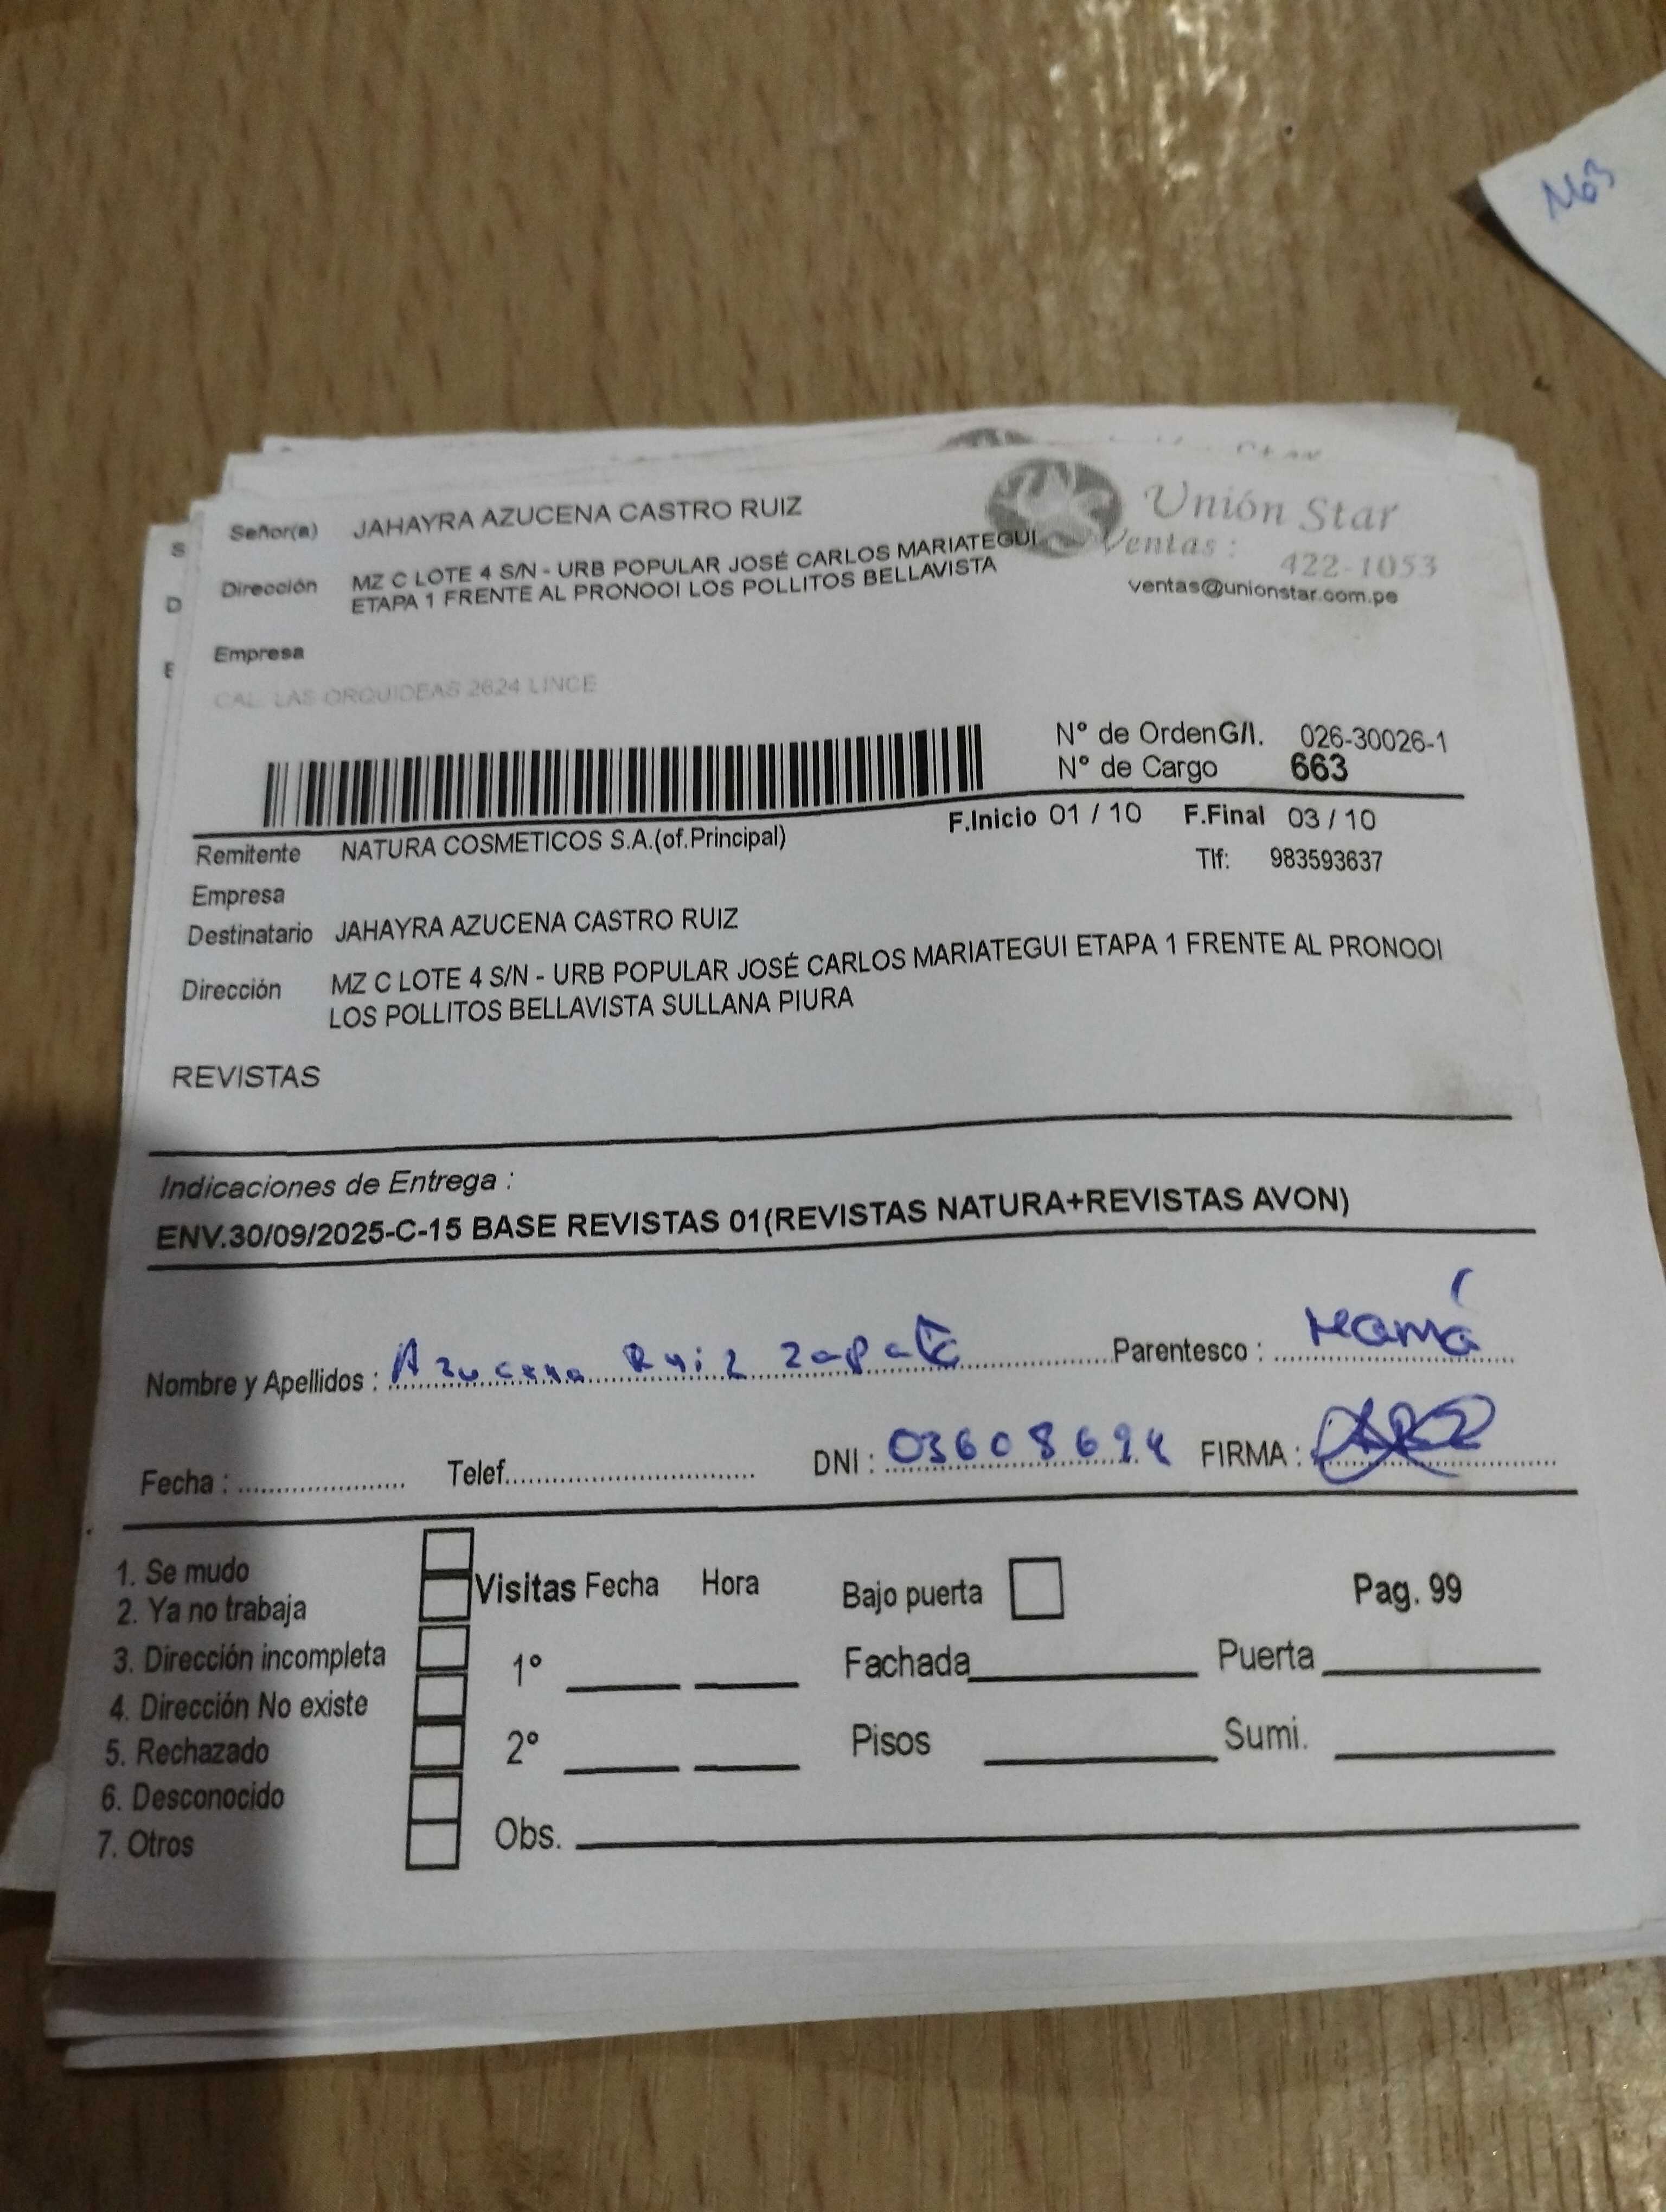 Señor(a) JAHAYRA AZUCENA CASTRO RUIZ
Unión Star
Ventas : 422-1053
ventas@unionstar.com.pe
Dirección MZ C LOTE 4 S/N - URB POPULAR JOSÉ CARLOS MARIATEGUI
ETAPA 1 FRENTE AL PRONOOI LOS POLLITOS BELLAVISTA
Empresa
CAL. LAS ORQUIDEAS 2624 LINCE
Nº de OrdenG/I. 026-30026-1
Nº de Cargo 663
F.Inicio 01 / 10 F.Final 03 / 10
Remitente NATURA COSMETICOS S.A.(of.Principal)
Tlf: 983593637
Empresa
Destinatario JAHAYRA AZUCENA CASTRO RUIZ
Dirección MZ C LOTE 4 S/N - URB POPULAR JOSÉ CARLOS MARIATEGUI ETAPA 1 FRENTE AL PRONOOI
LOS POLLITOS BELLAVISTA SULLANA PIURA
REVISTAS
Indicaciones de Entrega :
ENV.30/09/2025-C-15 BASE REVISTAS 01(REVISTAS NATURA+REVISTAS AVON)
Nombre y Apellidos : Azucena Ruiz Zapata Parentesco : Mamá
Fecha : Telef. DNI : 03608694 FIRMA :
1. Se mudo
2. Ya no trabaja
3. Dirección incompleta
4. Dirección No existe
5. Rechazado
6. Desconocido
7. Otros
Visitas Fecha Hora
1º
2º
Obs.
Bajo puerta Pag. 99
Fachada Puerta
Pisos Sumi.